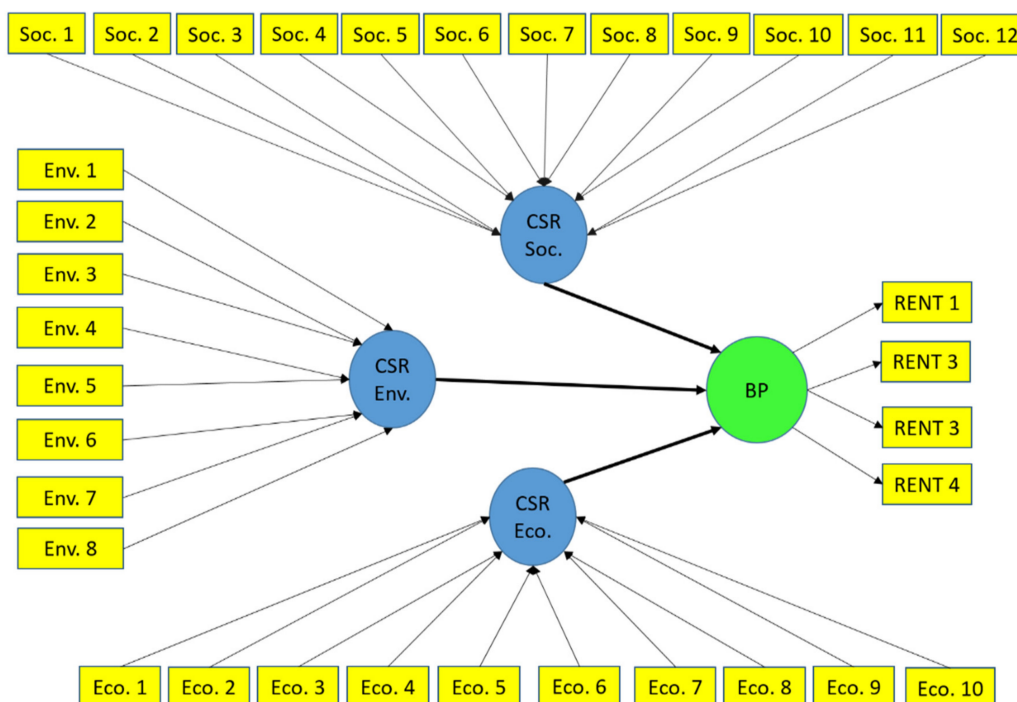 Soc. 1
Soc. 2
Soc. 3
Soc. 4
Soc. 5
Soc. 6
Soc. 7
Soc. 8
Soc. 9
Soc. 10
Soc. 11
Soc. 12
Env. 1
Env. 2
Env. 3
Env. 4
Env. 5
Env. 6
Env. 7
Env. 8
CSR
Soc.
CSR
Env.
CSR
Eco.
BP
RENT 1
RENT 3
RENT 3
RENT 4
Eco. 1
Eco. 2
Eco. 3
Eco. 4
Eco. 5
Eco. 6
Eco. 7
Eco. 8
Eco. 9
Eco. 10